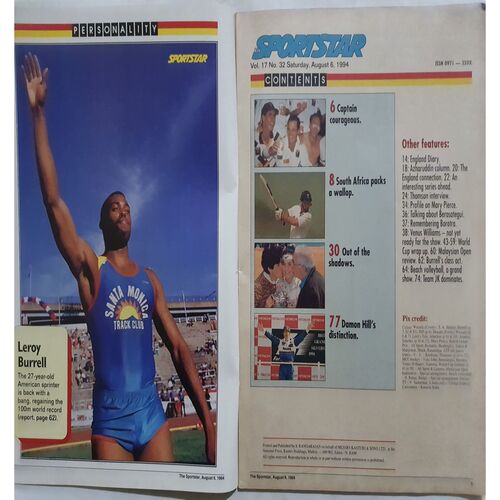 PERSONALITY
SPORTSTAR
SANTA MONICA
TRACK CLUB
Leroy
Burrell
The 27-year-old
American sprinter
is back with a
bang, regaining the
100m world record
(report, page 62).
The Sportstar, August 6, 1994
SPORTSTAR
Vol. 17 No. 32 Saturday, August 6, 1994
CONTENTS
6 Captain
courageous.
8 South Africa packs
a wallop.
30 Out of the
shadows.
77 Damon Hill's
distinction.
Other features:
14: England Diary.
18: Azharuddin column. 20: The
England connection. 22: An
interesting series ahead.
24: Thomson interview.
34: Profile on Mary Pierce.
36: Talking about Berasategui.
37: Remembering Borotra.
38: Venus Williams — not yet
ready for the show. 43-59: World
Cup wrap up. 60: Malaysian Open
review. 62: Burrell's class act.
64: Beach volleyball, a grand
show. 74: Team JK dominates.
Pix credit:
The Sportstar, August 6, 1994